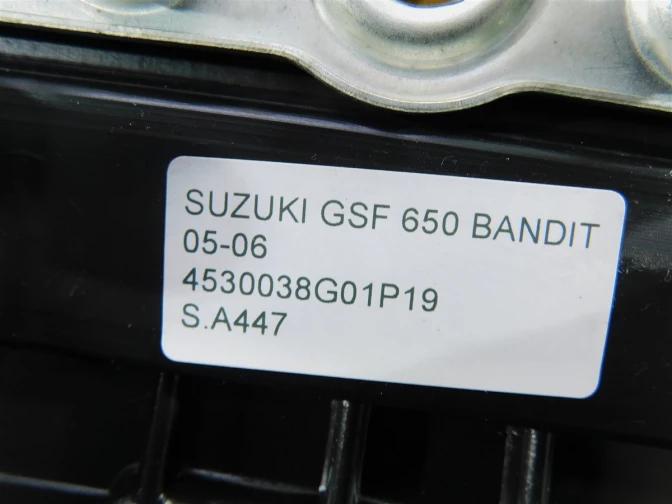 SUZUKI GSF 650 BANDIT
05-06
4530038G01P19
S.A447